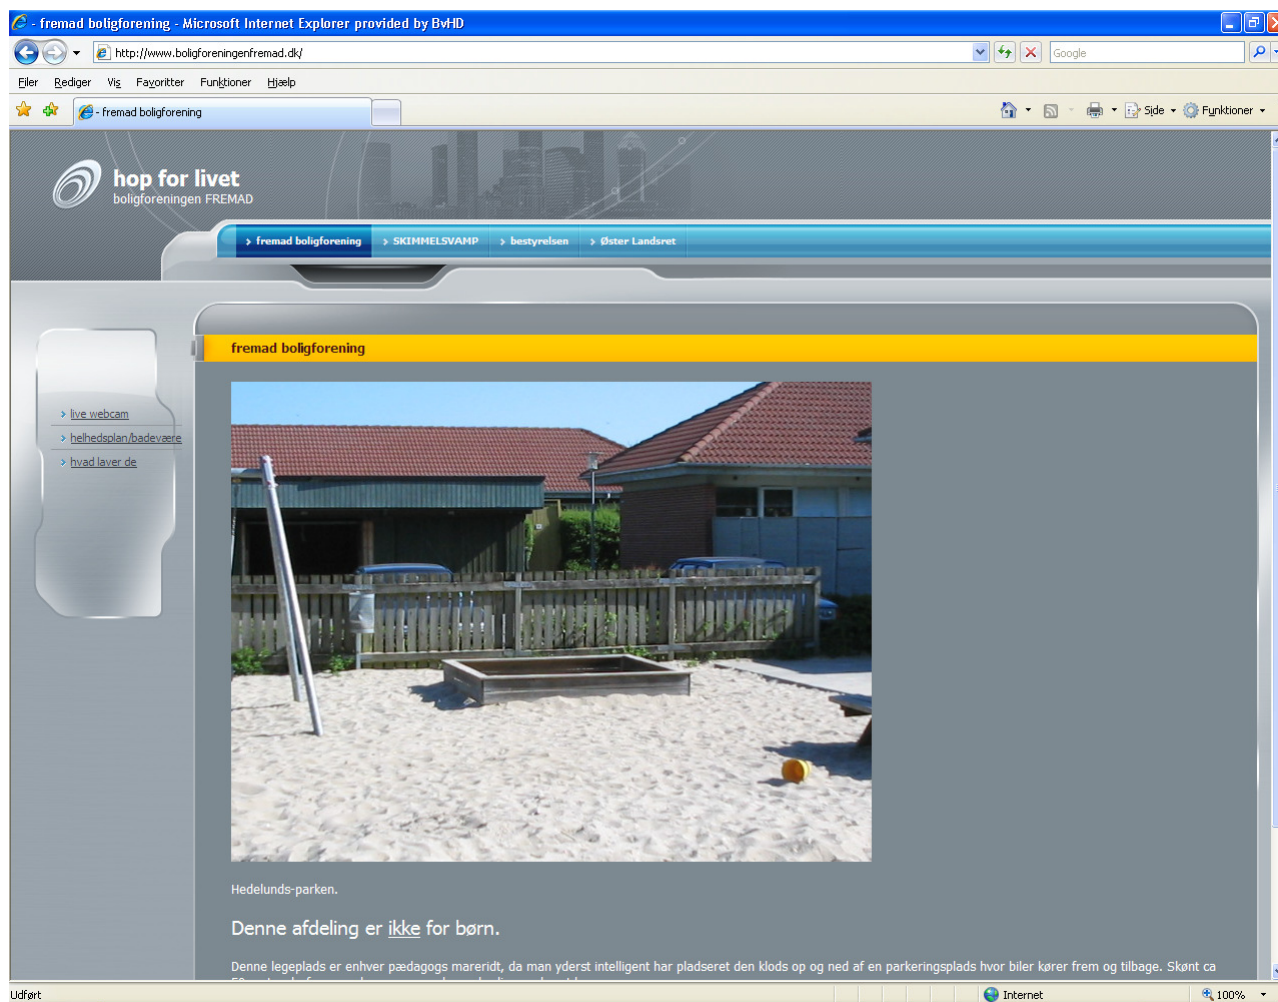 - fremad boligforening - Microsoft Internet Explorer provided by BvHD
http://www.boligforeningenfremad.dk/
Google
Filer Rediger Vis Favoritter Funktioner Hjælp
- fremad boligforening
Side Funktioner
hop for livet
boligforeningen FREMAD
fremad boligforening SKIMMELSVAMP bestyrelsen Øster Landsret
fremad boligforening
live webcam
helhedsplan/badevære
hvad laver de
Hedelunds-parken.
Denne afdeling er ikke for børn.
Denne legeplads er enhver pædagogs mareridt, da man yderst intelligent har pladseret den klods op og ned af en parkeringsplads hvor biler kører frem og tilbage. Skønt ca
Udført
Internet
100%